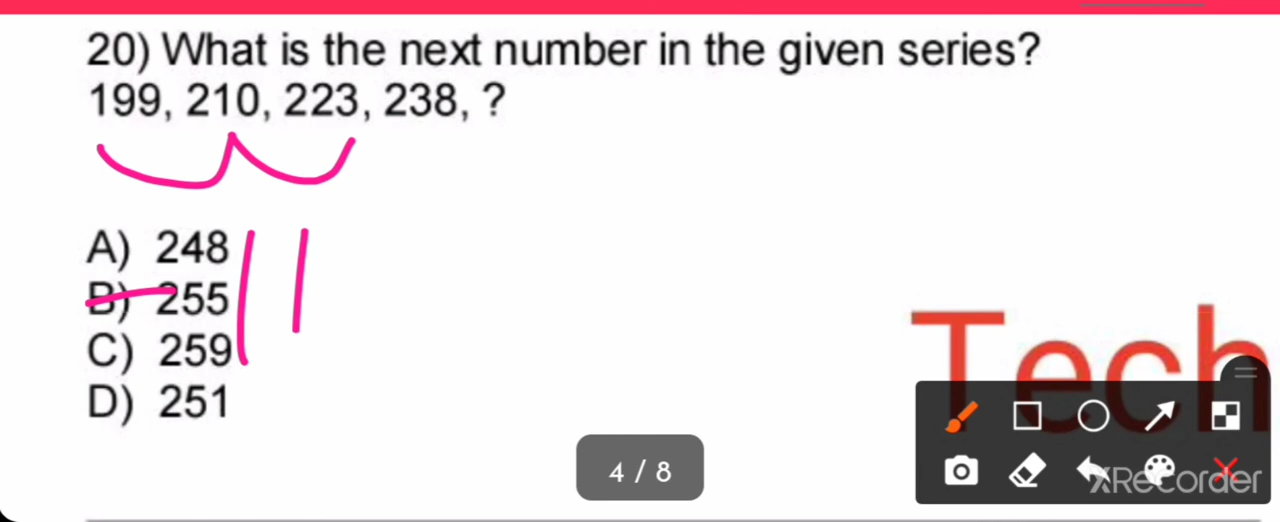 20) What is the next number in the given series?
199, 210, 223, 238, ?
11
A) 248
B) 255
C) 259
D) 251
Tech
4 / 8
XRecorder